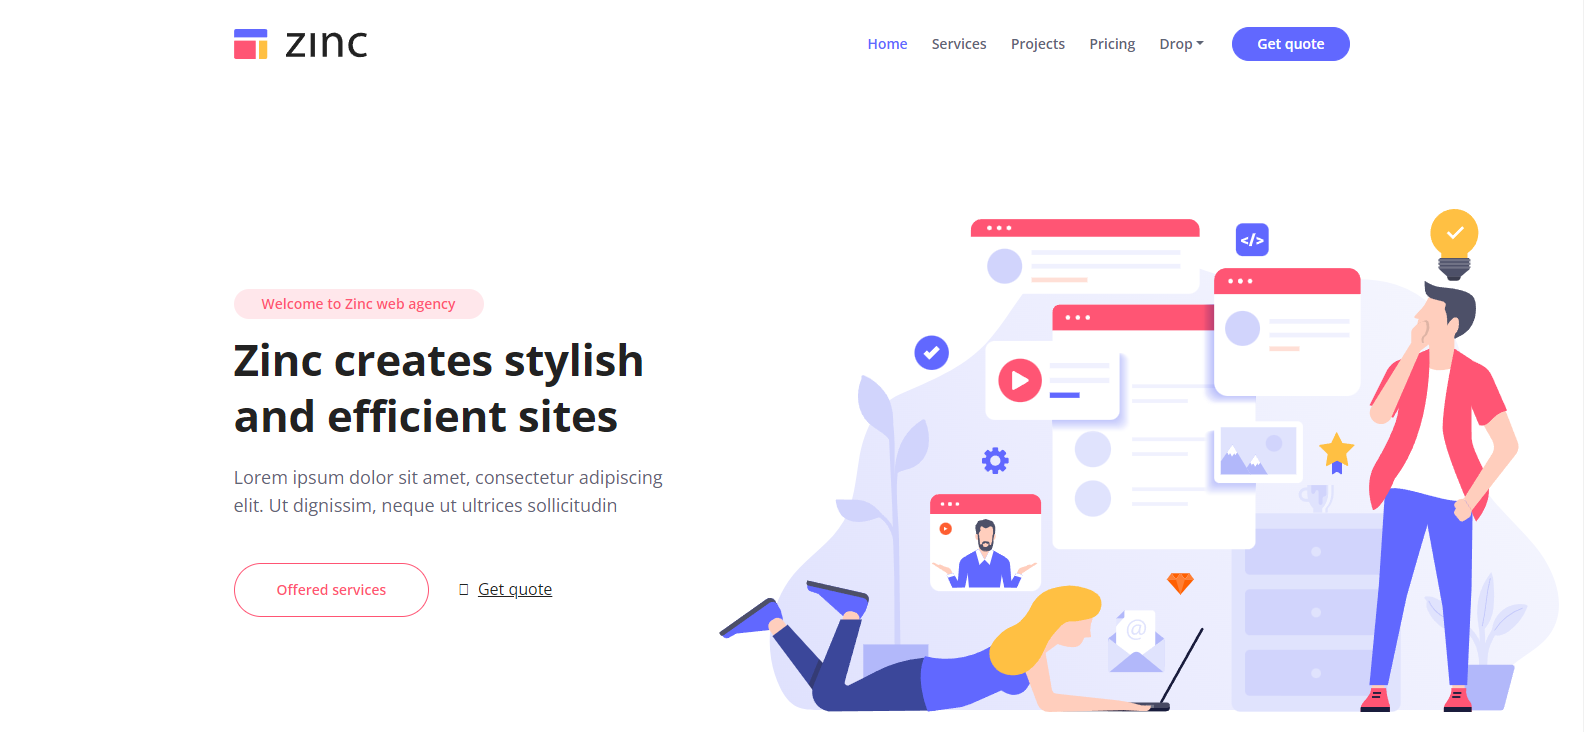 zinc
Home Services Projects Pricing Drop Get quote
Welcome to Zinc web agency
Zinc creates stylish
and efficient sites
Lorem ipsum dolor sit amet, consectetur adipiscing
elit. Ut dignissim, neque ut ultrices sollicitudin
Offered services
Get quote
</>
@